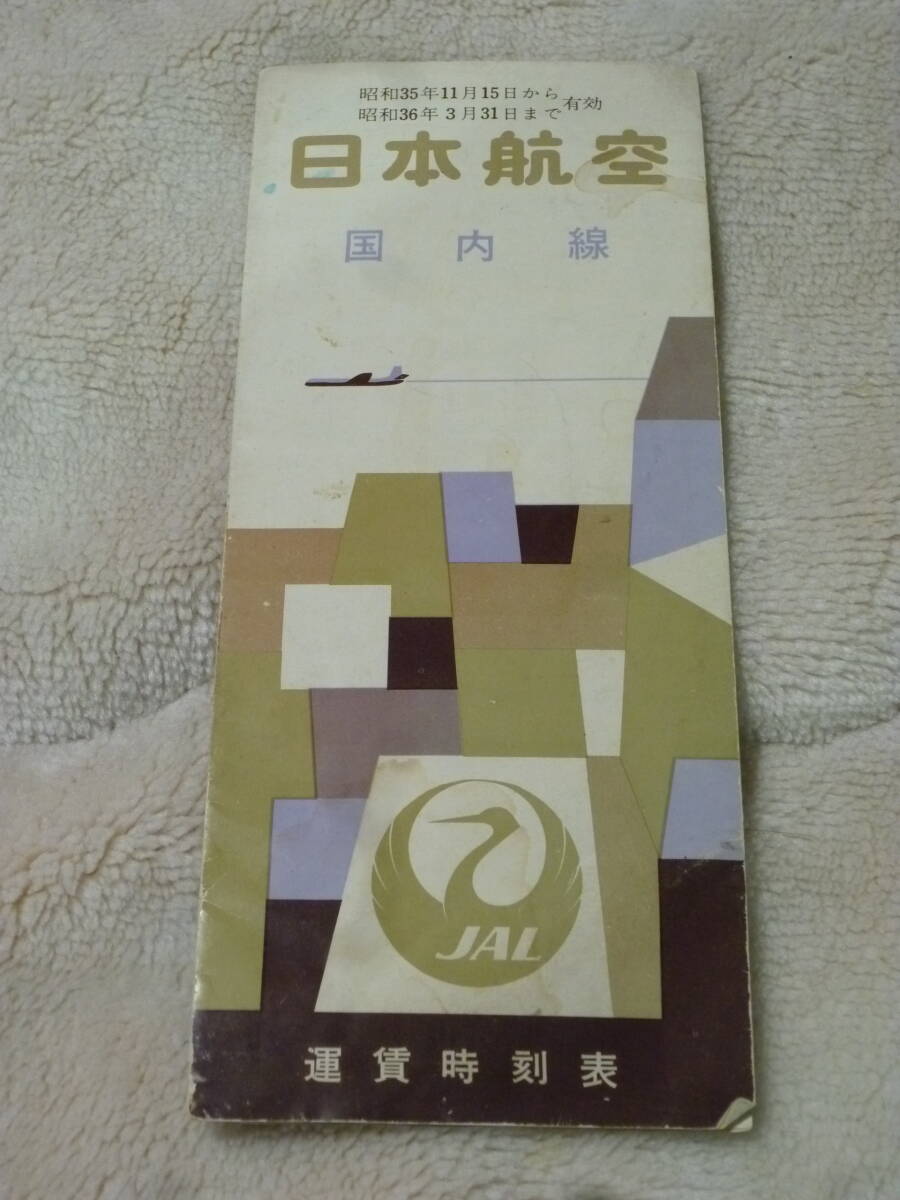 昭和35年11月15日から
昭和36年3月31日まで有効
日本航空
国内線
JAL
運賃時刻表